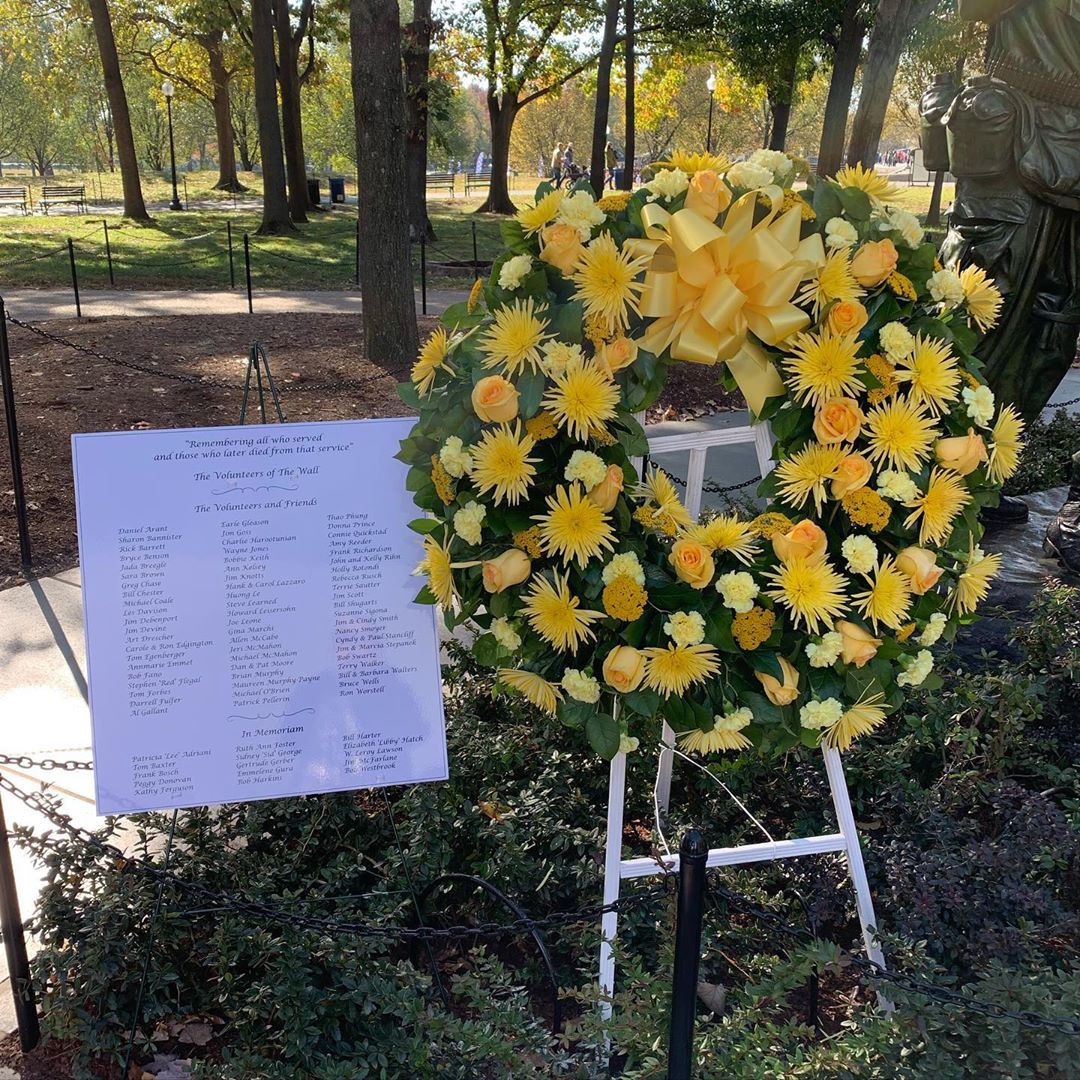 "Remembering all who served
and those who later died from that service"
The Volunteers of The Wall
The Volunteers and Friends
Daniel Arant
Sharon Bannister
Rick Barrett
Bryce Benson
Jada Breegle
Sara Brown
Greg Chase
Bill Chester
Michael Coale
Les Davison
Jim Debenport
Jim Devine
Art Drescher
Carole & Ron Edgington
Tom Egenberger
Annmarie Emmet
Bob Fano
Stephen 'Red' Flegal
Tom Forbes
Darrell Fuifer
Al Gallant
Earle Gleason
Jim Goss
Charlie Harootunian
Wayne Jones
Bobbie Keith
Ann Kelsey
Jim Knotts
Hank & Carol Lazzaro
Huong Le
Steve Learned
Howard Leisersohn
Joe Leone
Gina Marchi
Allen McCabe
Jeri McMahon
Michael McMahon
Dan & Pat Moore
Brian Murphy
Maureen Murphy-Payne
Michael O'Brien
Patrick Pellerin
Thao Phung
Donna Prince
Connie Quickstad
Amy Reeder
Frank Richardson
John and Kelly Rihn
Holly Rotondi
Rebecca Rusch
Jim Scott
Bill Shugarts
Suzanne Sigona
Jim & Cindy Smith
Nancy Smoyer
Cyndy & Paul Stancliff
Jim & Marcia Stepanek
Bob Swartz
Terry Walker
Bill & Barbara Walters
Bruce Wells
Ron Worstell
In Memoriam
Patricia 'Lee' Adriani
Tom Baxter
Frank Bosch
Peggy Donovan
Kathy Ferguson
Ruth Ann Foster
Sidney 'Sid' George
Gertrude Gerber
Emmelene Gura
Bob Harkins
Bill Harter
Elizabeth 'Libby' Hatch
W. Leroy Lawson
Jim McFarlane
Bob Westbrook